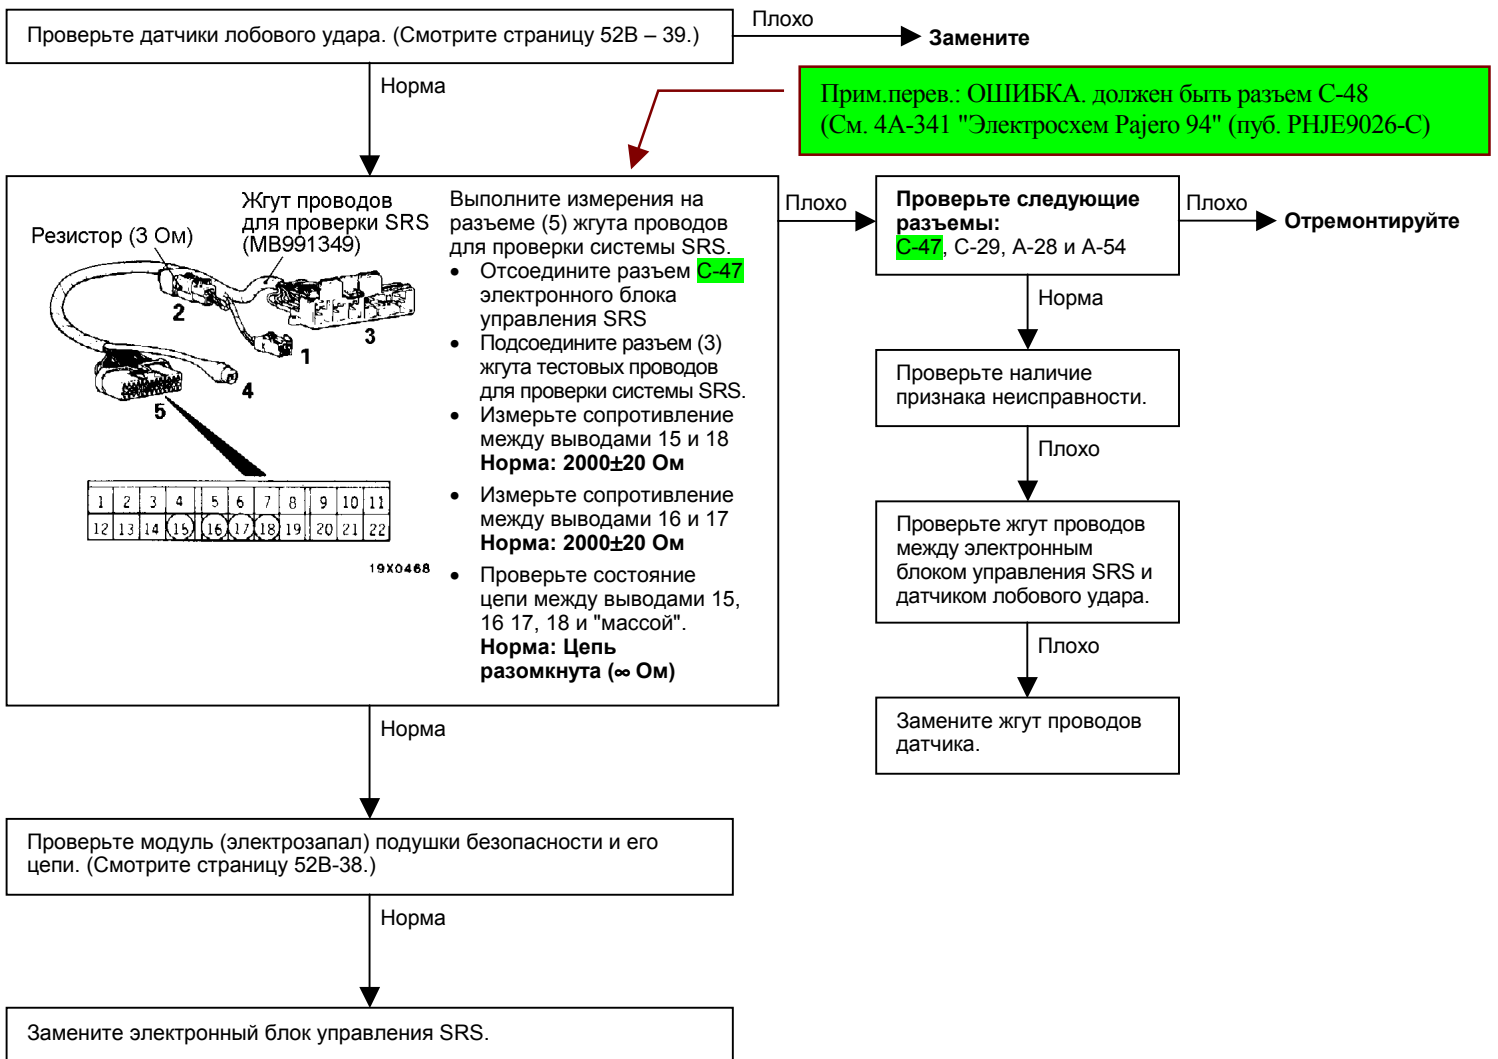 Проверьте датчики лобового удара. (Смотрите страницу 52В – 39.)
Плохо
Замените
Норма
Прим.перев.: ОШИБКА. должен быть разъем С-48
(См. 4А-341 "Электросхем Pajero 94" (пуб. PHJE9026-C)
Жгут проводов
для проверки SRS
(MB991349)
Резистор (3 Ом)
2
1
3
4
5
1 2 3 4 5 6 7 8 9 10 11
12 13 14 15 16 17 18 19 20 21 22
19X0468
Выполните измерения на
разъеме (5) жгута проводов
для проверки системы SRS.
• Отсоедините разъем С-47
электронного блока
управления SRS
• Подсоедините разъем (3)
жгута тестовых проводов
для проверки системы SRS.
• Измерьте сопротивление
между выводами 15 и 18
Норма: 2000±20 Ом
• Измерьте сопротивление
между выводами 16 и 17
Норма: 2000±20 Ом
• Проверьте состояние
цепи между выводами 15,
16 17, 18 и "массой".
Норма: Цепь
разомкнута (∞ Ом)
Плохо
Проверьте следующие
разъемы:
С-47, С-29, А-28 и А-54
Плохо
Отремонтируйте
Норма
Проверьте наличие
признака неисправности.
Плохо
Проверьте жгут проводов
между электронным
блоком управления SRS и
датчиком лобового удара.
Плохо
Замените жгут проводов
датчика.
Норма
Проверьте модуль (электрозапал) подушки безопасности и его
цепи. (Смотрите страницу 52В-38.)
Норма
Замените электронный блок управления SRS.